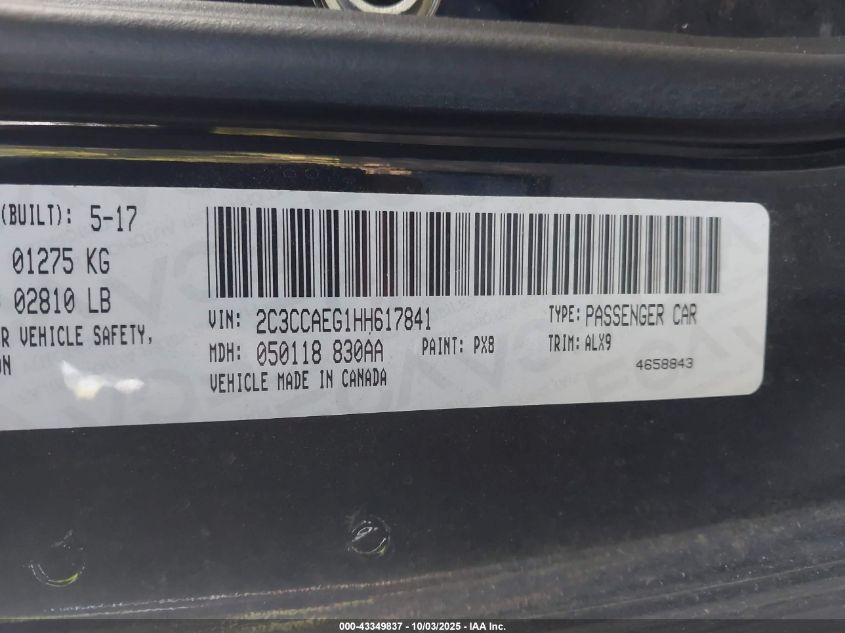 (BUILT): 5-17
01275 KG
02810 LB
R VEHICLE SAFETY,
ON
VIN: 2C3CCAEG1HH617841
TYPE: PASSENGER CAR
MDH: 050118 830AA
PAINT: PX8
TRIM: ALX9
VEHICLE MADE IN CANADA
4658843
000-43349837 - 10/03/2025 - IAA Inc.